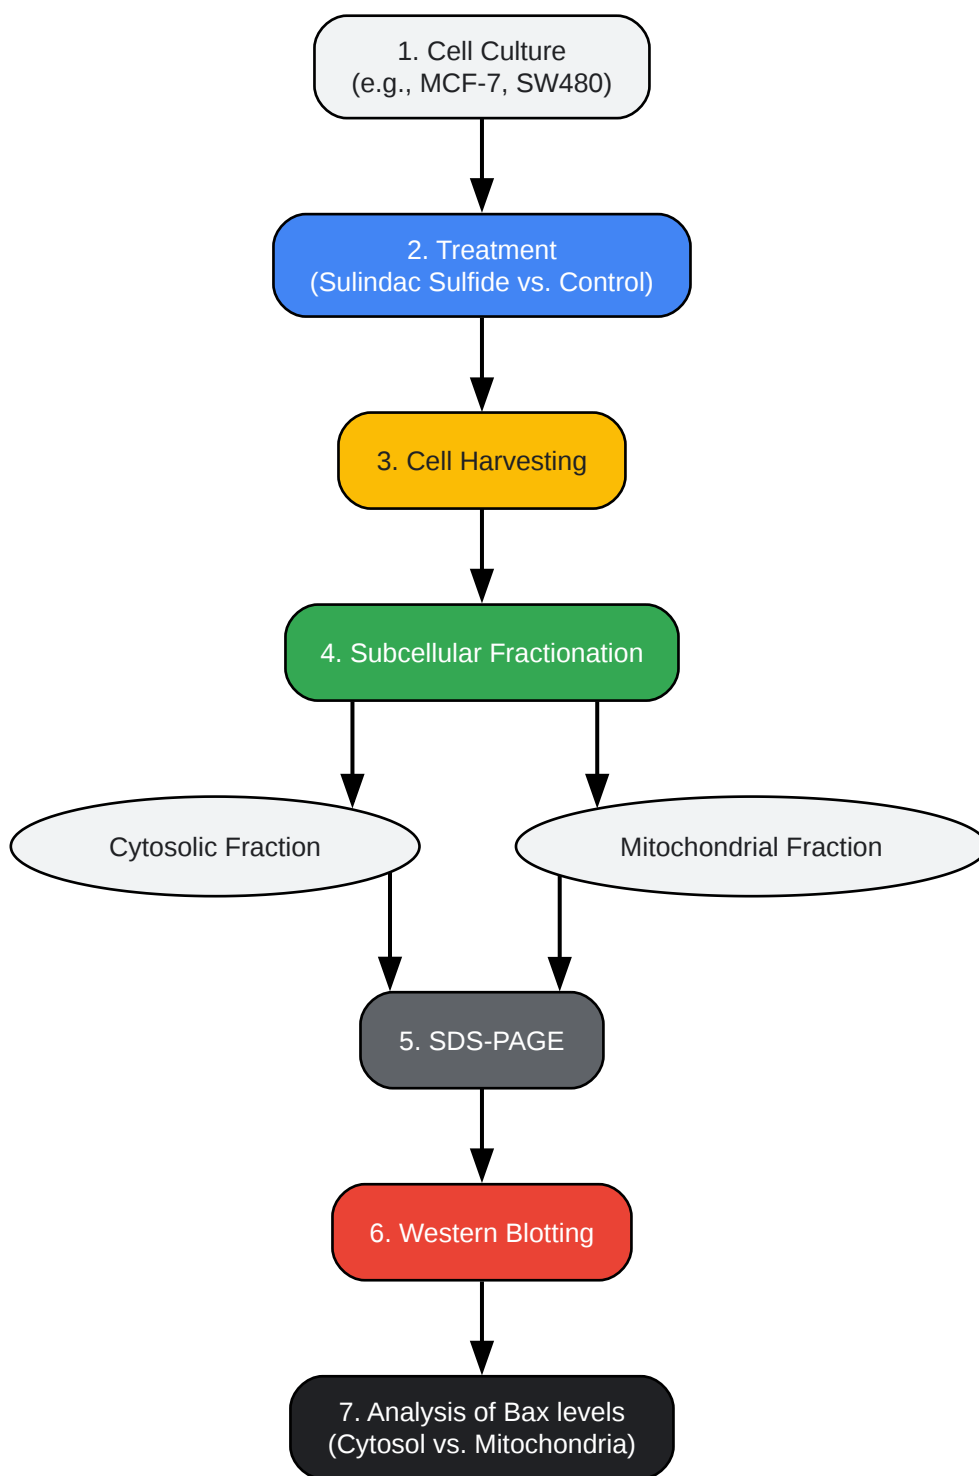 1. Cell Culture
(e.g., MCF-7, SW480)
2. Treatment
(Sulindac Sulfide vs. Control)
3. Cell Harvesting
4. Subcellular Fractionation
Cytosolic Fraction
Mitochondrial Fraction
5. SDS-PAGE
6. Western Blotting
7. Analysis of Bax levels
(Cytosol vs. Mitochondria)